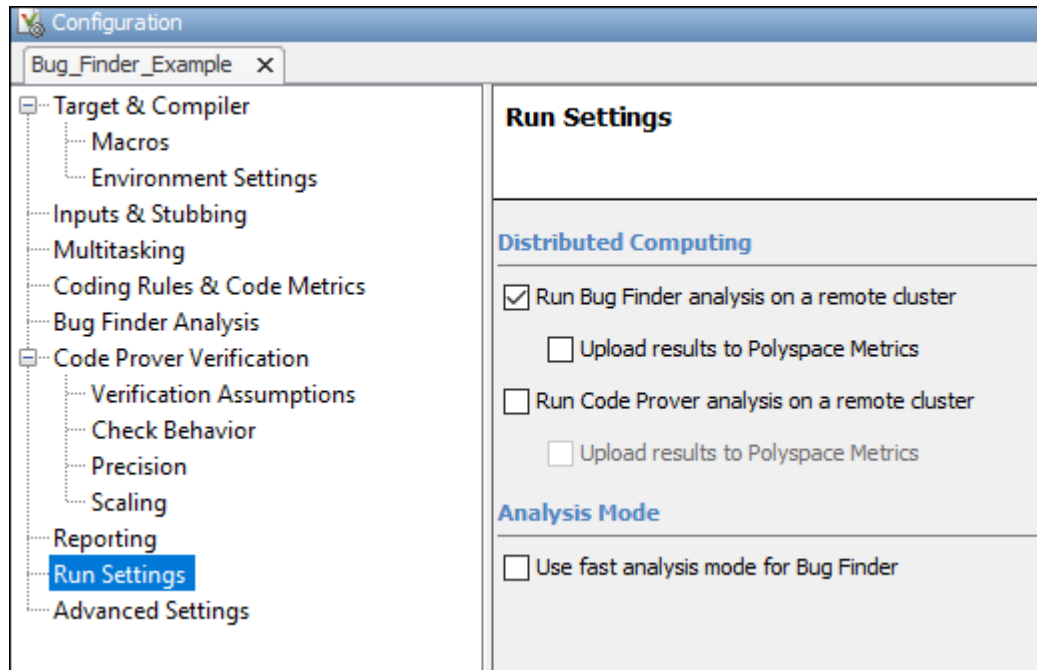 Configuration
Bug_Finder_Example X
Target & Compiler
Macros
Environment Settings
Inputs & Stubbing
Multitasking
Coding Rules & Code Metrics
Bug Finder Analysis
Code Prover Verification
Verification Assumptions
Check Behavior
Precision
Scaling
Reporting
Run Settings
Advanced Settings
Run Settings
Distributed Computing
Run Bug Finder analysis on a remote cluster
Upload results to Polyspace Metrics
Run Code Prover analysis on a remote cluster
Upload results to Polyspace Metrics
Analysis Mode
Use fast analysis mode for Bug Finder